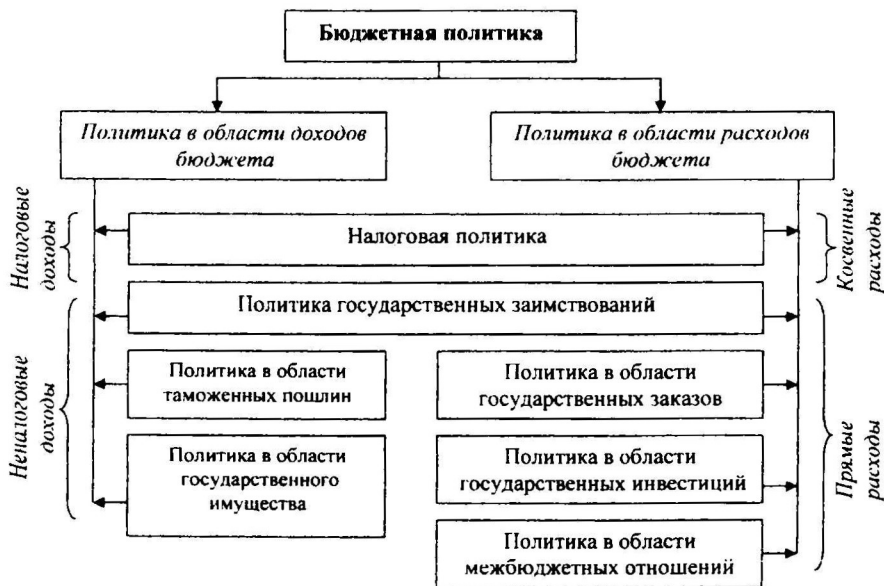 Бюджетная политика
Политика в области доходов
бюджета
Политика в области расходов
бюджета
Налоговые
доходы
Налоговая политика
Косвенные
расходы
Политика государственных заимствований
Неналоговые
доходы
Политика в области
таможенных пошлин
Политика в области
государственных заказов
Прямые
расходы
Политика в области
государственного
имущества
Политика в области
государственных инвестиций
Политика в области
межбюджетных отношений